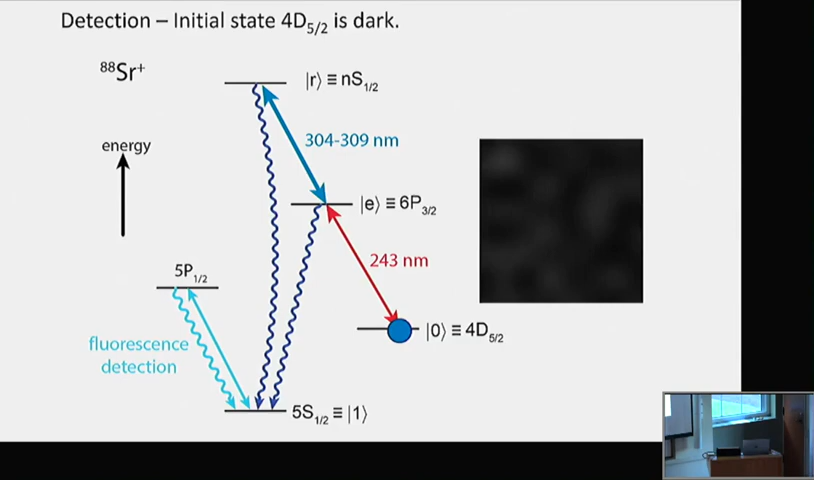 Detection – Initial state 4D5/2 is dark.
88Sr+
|r⟩ ≡ nS1/2
energy
304-309 nm
|e⟩ ≡ 6P3/2
243 nm
5P1/2
|0⟩ ≡ 4D5/2
fluorescence
detection
5S1/2 ≡ |1⟩